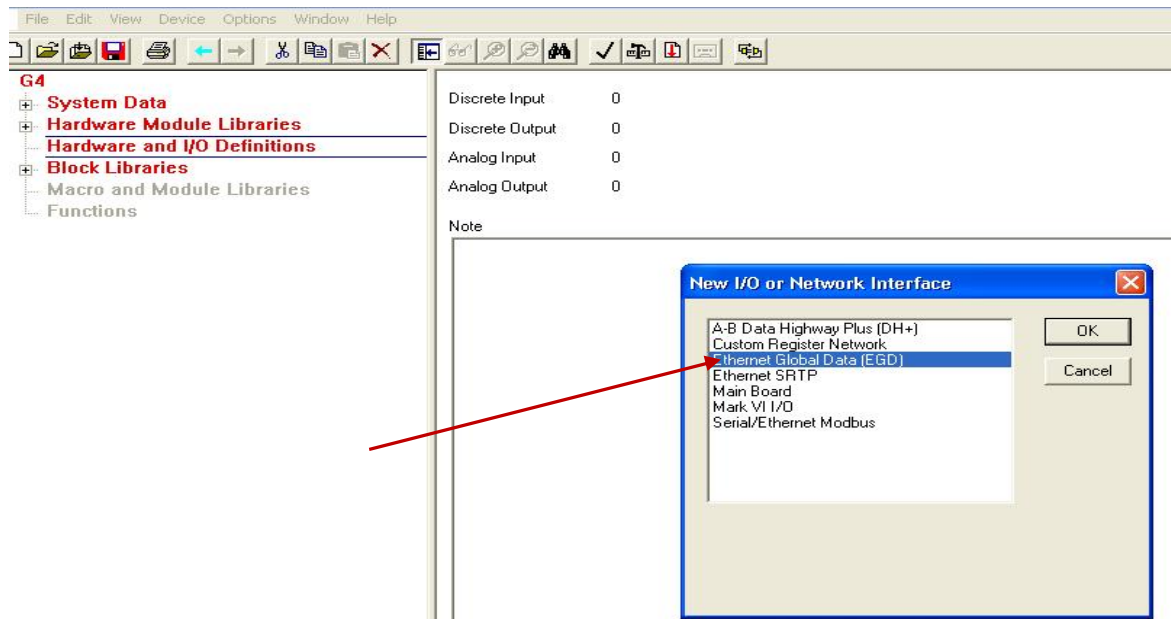 File Edit View Device Options Window Help
G4
System Data
Hardware Module Libraries
Hardware and I/O Definitions
Block Libraries
Macro and Module Libraries
Functions
Discrete Input 0
Discrete Output 0
Analog Input 0
Analog Output 0
Note
New I/O or Network Interface
A-B Data Highway Plus (DH+)
Custom Register Network
Ethernet Global Data (EGD)
Ethernet SRTP
Main Board
Mark VI I/O
Serial/Ethernet Modbus
OK
Cancel